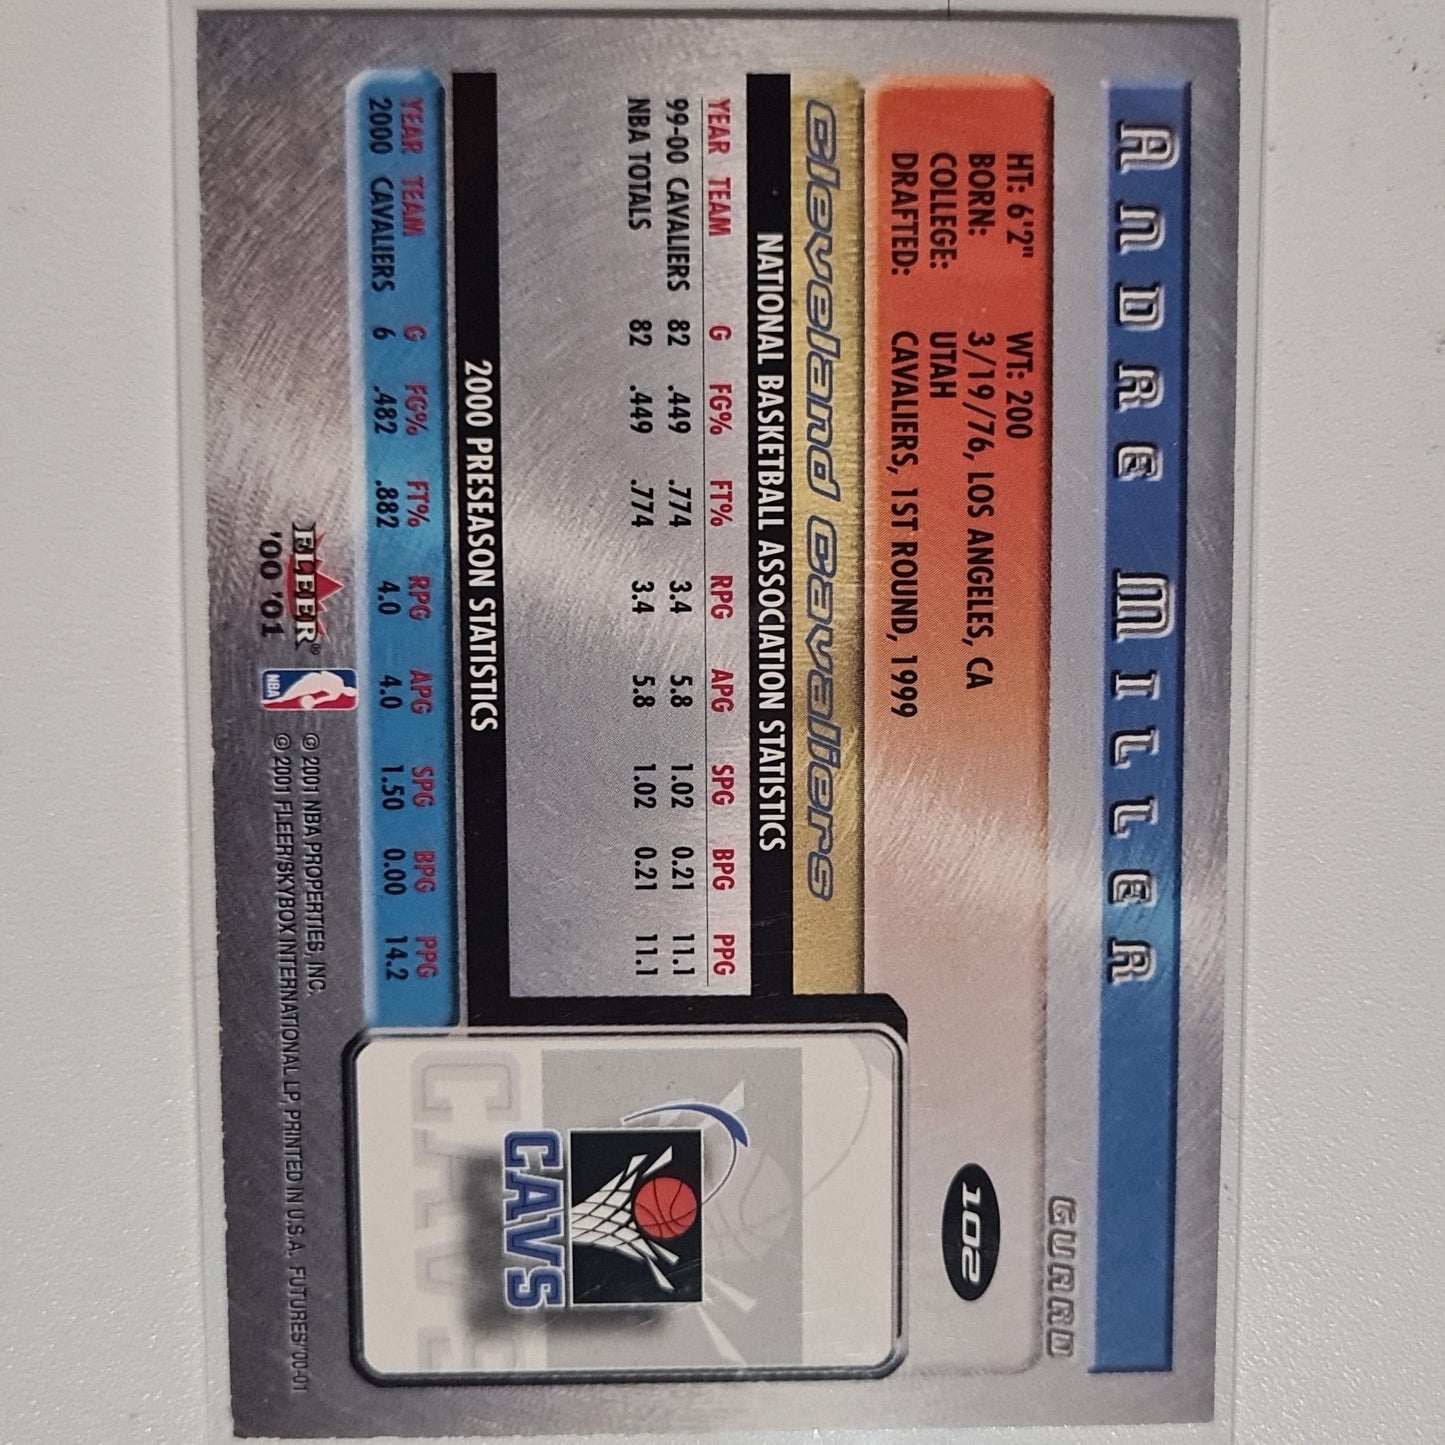 ANDRE MILLER
GUARD
HT: 6'2" WT: 200
BORN: 3/19/76, LOS ANGELES, CA
COLLEGE: UTAH
DRAFTED: CAVALIERS, 1ST ROUND, 1999
102
Cleveland Cavaliers
NATIONAL BASKETBALL ASSOCIATION STATISTICS
YEAR TEAM G FG% FT% RPG APG SPG BPG PPG
99-00 CAVALIERS 82 .449 .774 3.4 5.8 1.02 0.21 11.1
NBA TOTALS 82 .449 .774 3.4 5.8 1.02 0.21 11.1
2000 PRESEASON STATISTICS
YEAR TEAM G FG% FT% RPG APG SPG BPG PPG
2000 CAVALIERS 6 .482 .882 4.0 4.0 1.50 0.00 14.2
CAVS
CAVS
FLEER®
'00 '01
NBA
© 2001 NBA PROPERTIES, INC.
© 2001 FLEER/SKYBOX INTERNATIONAL LP, PRINTED IN U.S.A. FUTURES'00-01